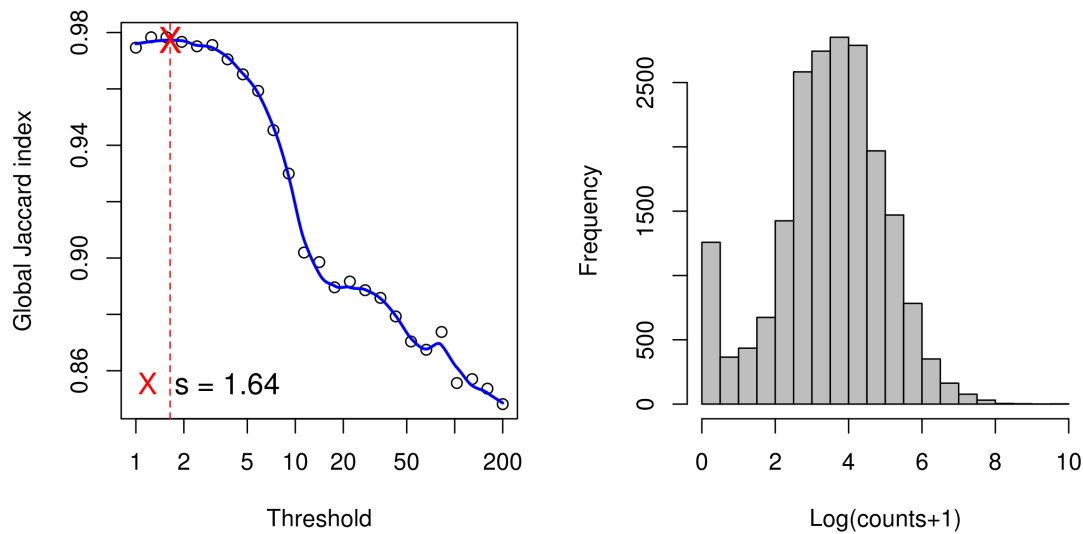 Global Jaccard index
0.98
0.94
0.90
0.86
X s = 1.64
1 2 5 10 20 50 200
Threshold
Frequency
2500
1500
500
0
0 2 4 6 8 10
Log(counts+1)